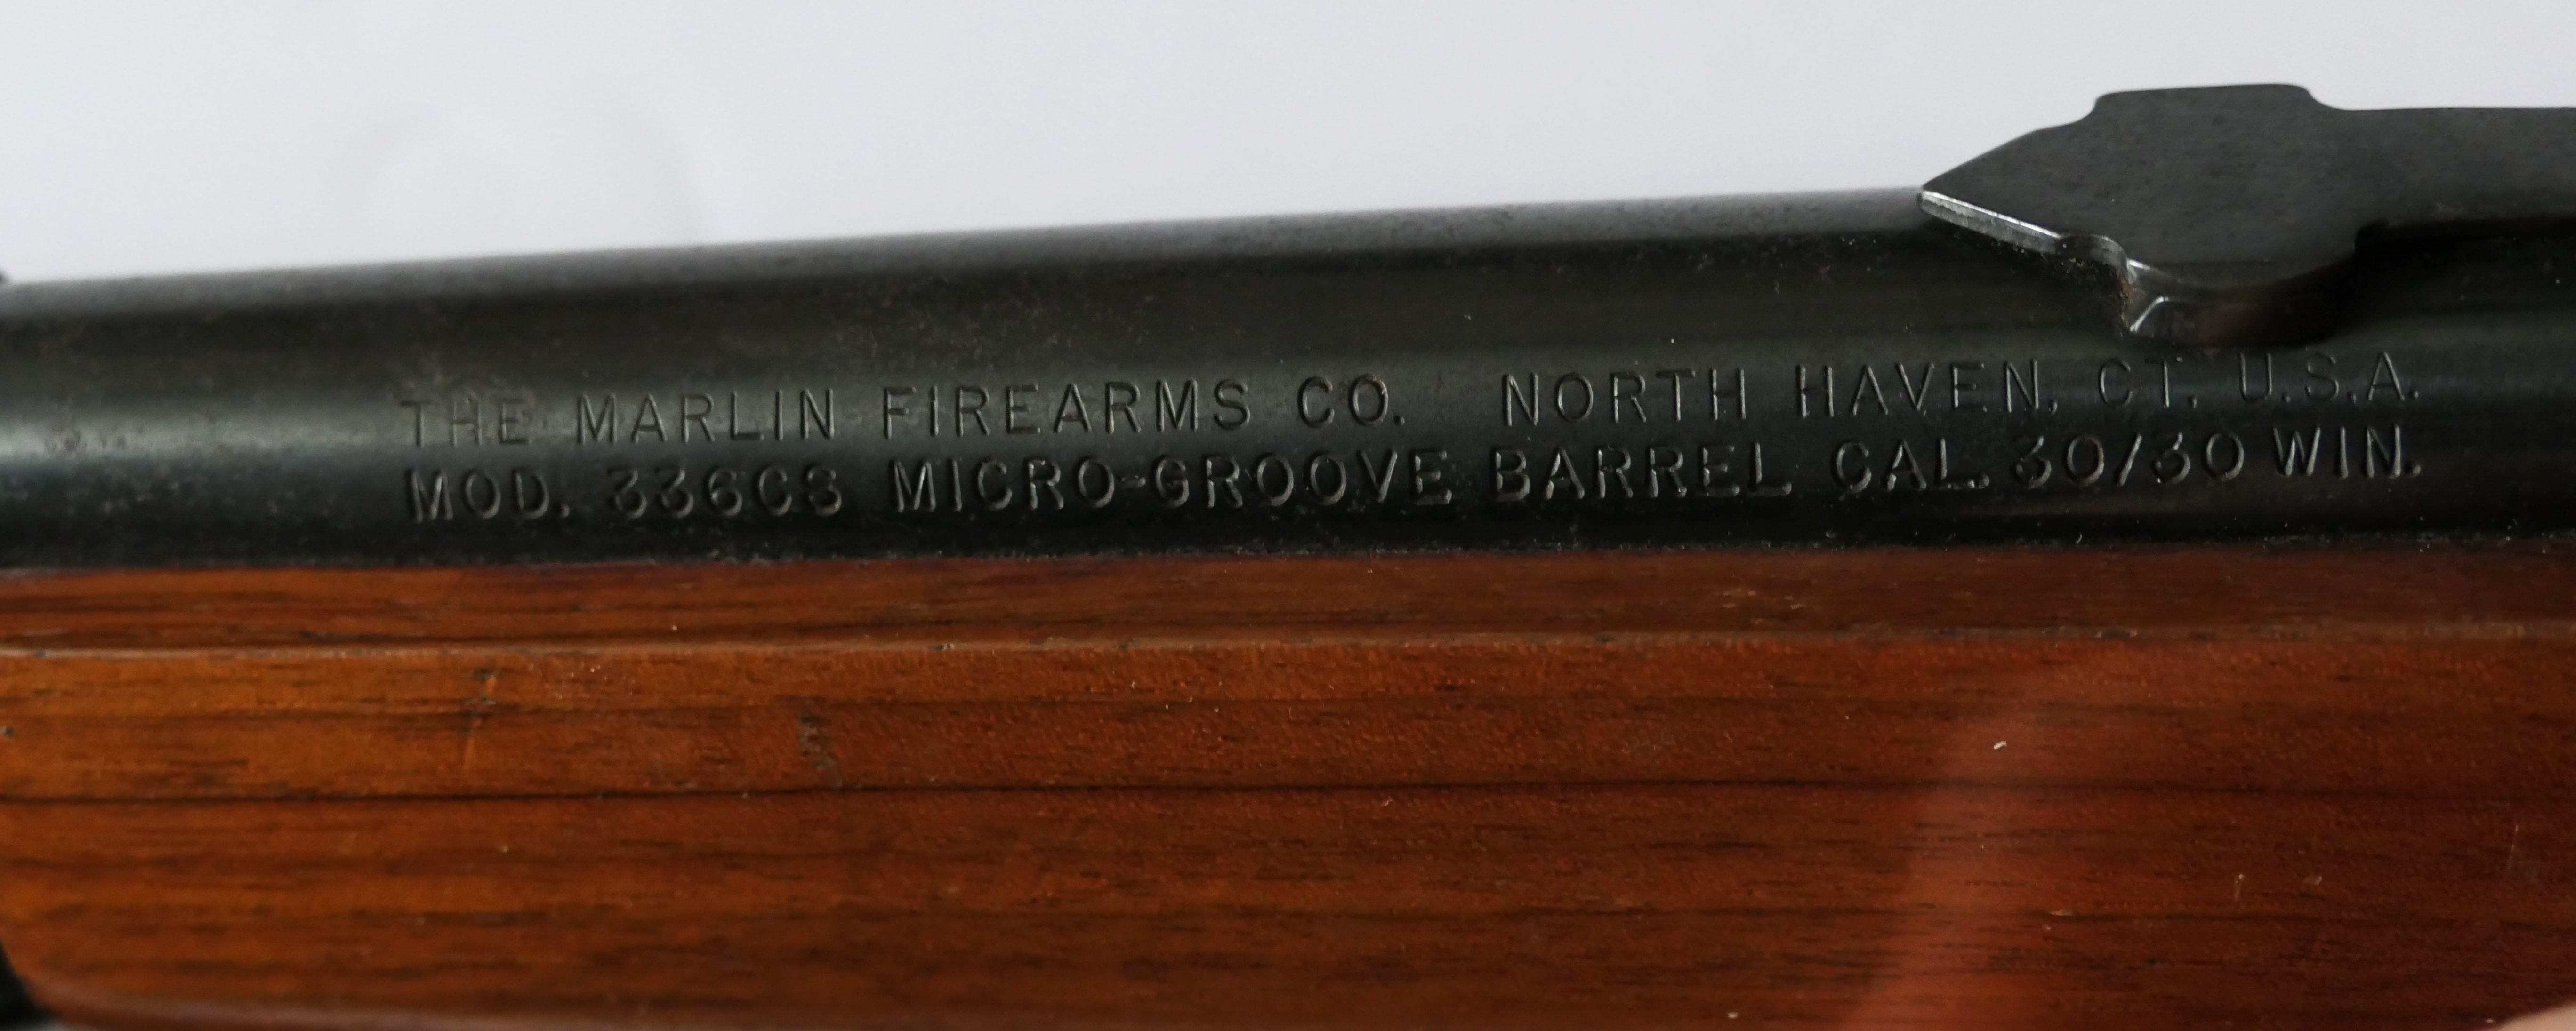 THE MARLIN FIREARMS CO. NORTH HAVEN, CT. U.S.A.
MOD. 336CS MICRO-GROOVE BARREL CAL. 30/30 WIN.